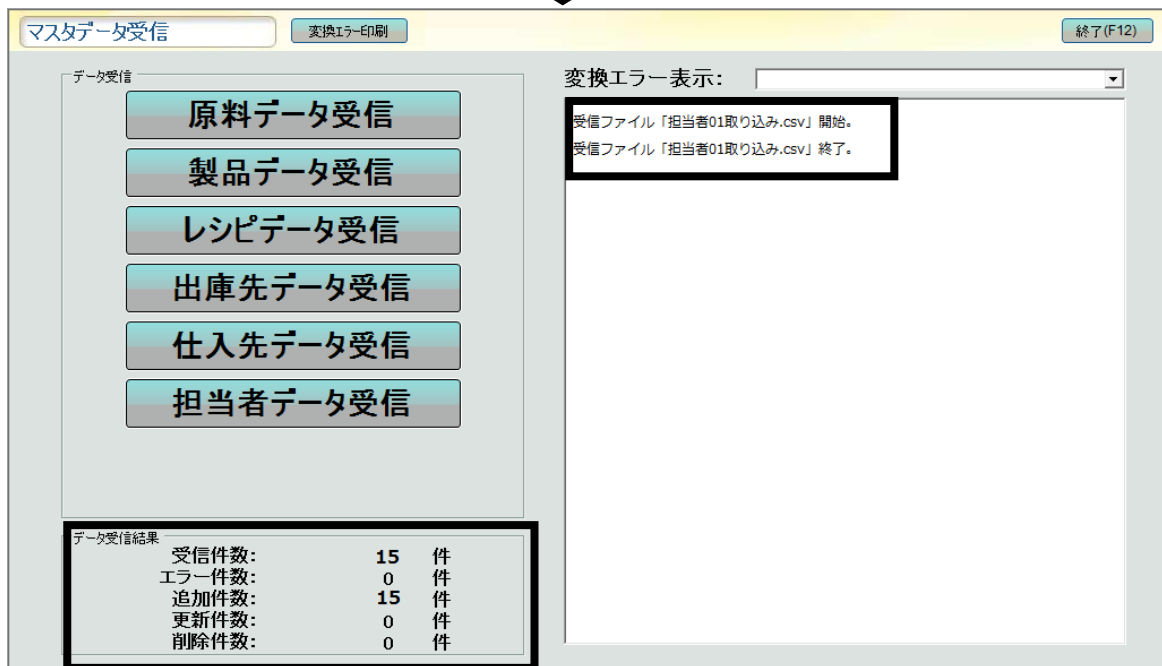 マスタデータ受信
変換エラー印刷
終了(F12)
データ受信
原料データ受信
製品データ受信
レシピデータ受信
出庫先データ受信
仕入先データ受信
担当者データ受信
変換エラー表示:
受信ファイル「担当者01取り込み.csv」開始。
受信ファイル「担当者01取り込み.csv」終了。
データ受信結果
受信件数: 15 件
エラー件数: 0 件
追加件数: 15 件
更新件数: 0 件
削除件数: 0 件